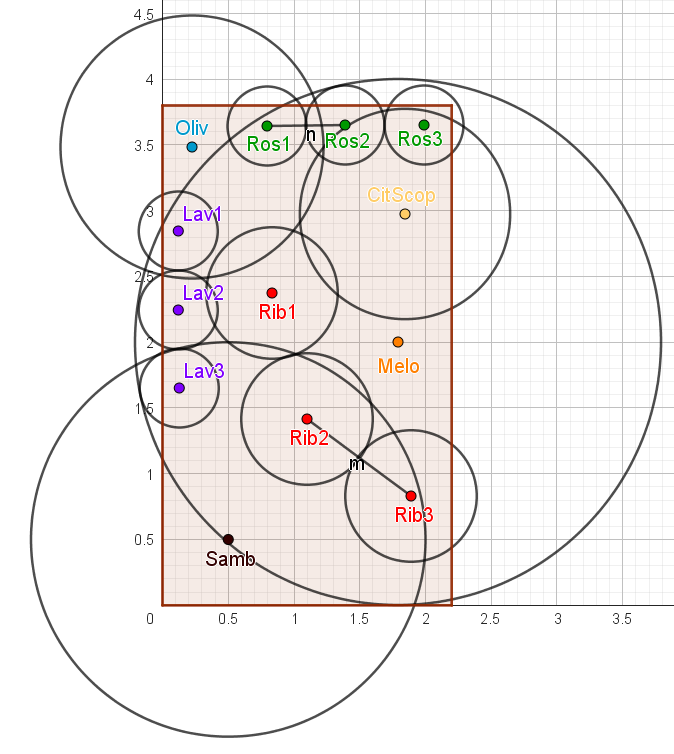 4.5
4
Oliv
3.5
Ros1
n
Ros2
Ros3
CitScop
3
Lav1
2.5
Lav2
Rib1
2
Melo
Lav3
1.5
Rib2
m
1
Rib3
0.5
Samb
0 0.5 1 1.5 2 2.5 3 3.5